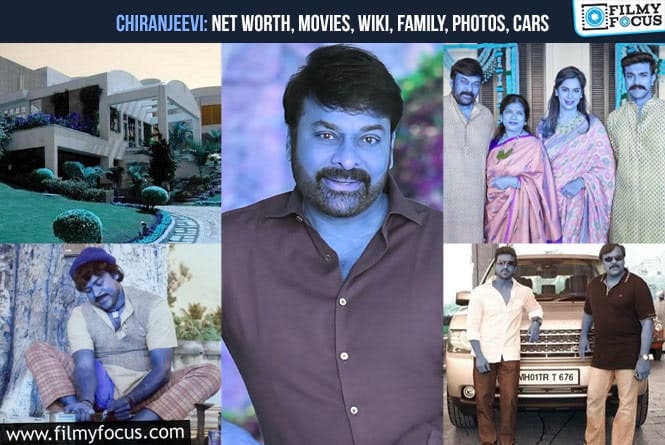 CHIRANJEEVI: NET WORTH, MOVIES, WIKI, FAMILY, PHOTOS, CARS
FILMY
FOCUS
MH01TR T 676
www.filmyfocus.com